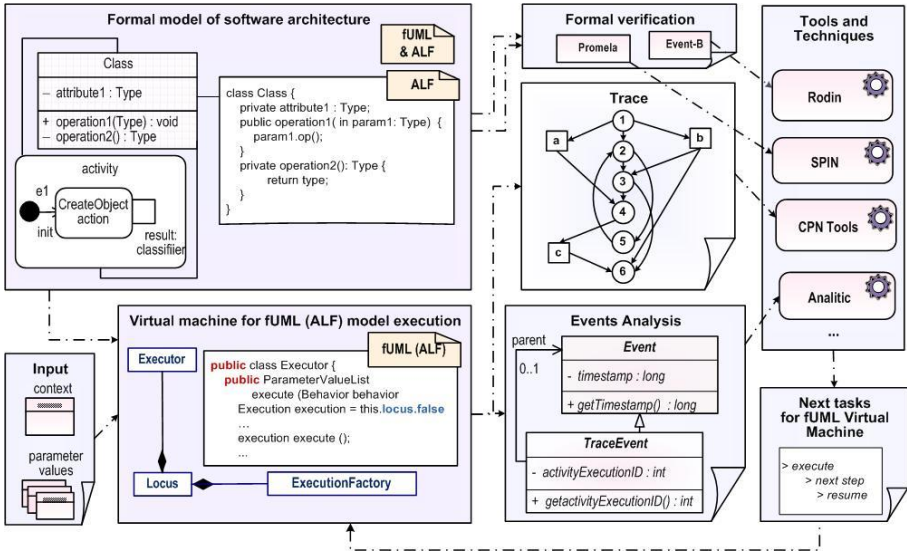 Formal model of software architecture
fUML
& ALF
Class
– attribute1 : Type
+ operation1(Type) : void
– operation2() : Type
ALF
class Class {
private attribute1 : Type;
public operation1( in param1: Type) {
param1.op();
}
private operation2(): Type {
return type;
}
}
activity
e1
init
CreateObject
action
result:
classifiier
Formal verification
Promela
Event-B
Trace
1
a
b
2
3
4
5
c
6
Tools and
Techniques
Rodin
SPIN
CPN Tools
Analitic
...
Input
context
parameter
values
Virtual machine for fUML (ALF) model execution
fUML (ALF)
Executor
public class Executor {
public ParameterValueList
execute (Behavior behavior
Execution execution = this.locus.false
...
execution execute ();
...
Locus
ExecutionFactory
Events Analysis
parent
0..1
Event
- timestamp : long
+ getTimestamp() : long
TraceEvent
- activityExecutionID : int
+ getactivityExecutionID() : int
Next tasks
for fUML Virtual
Machine
> execute
> next step
> resume